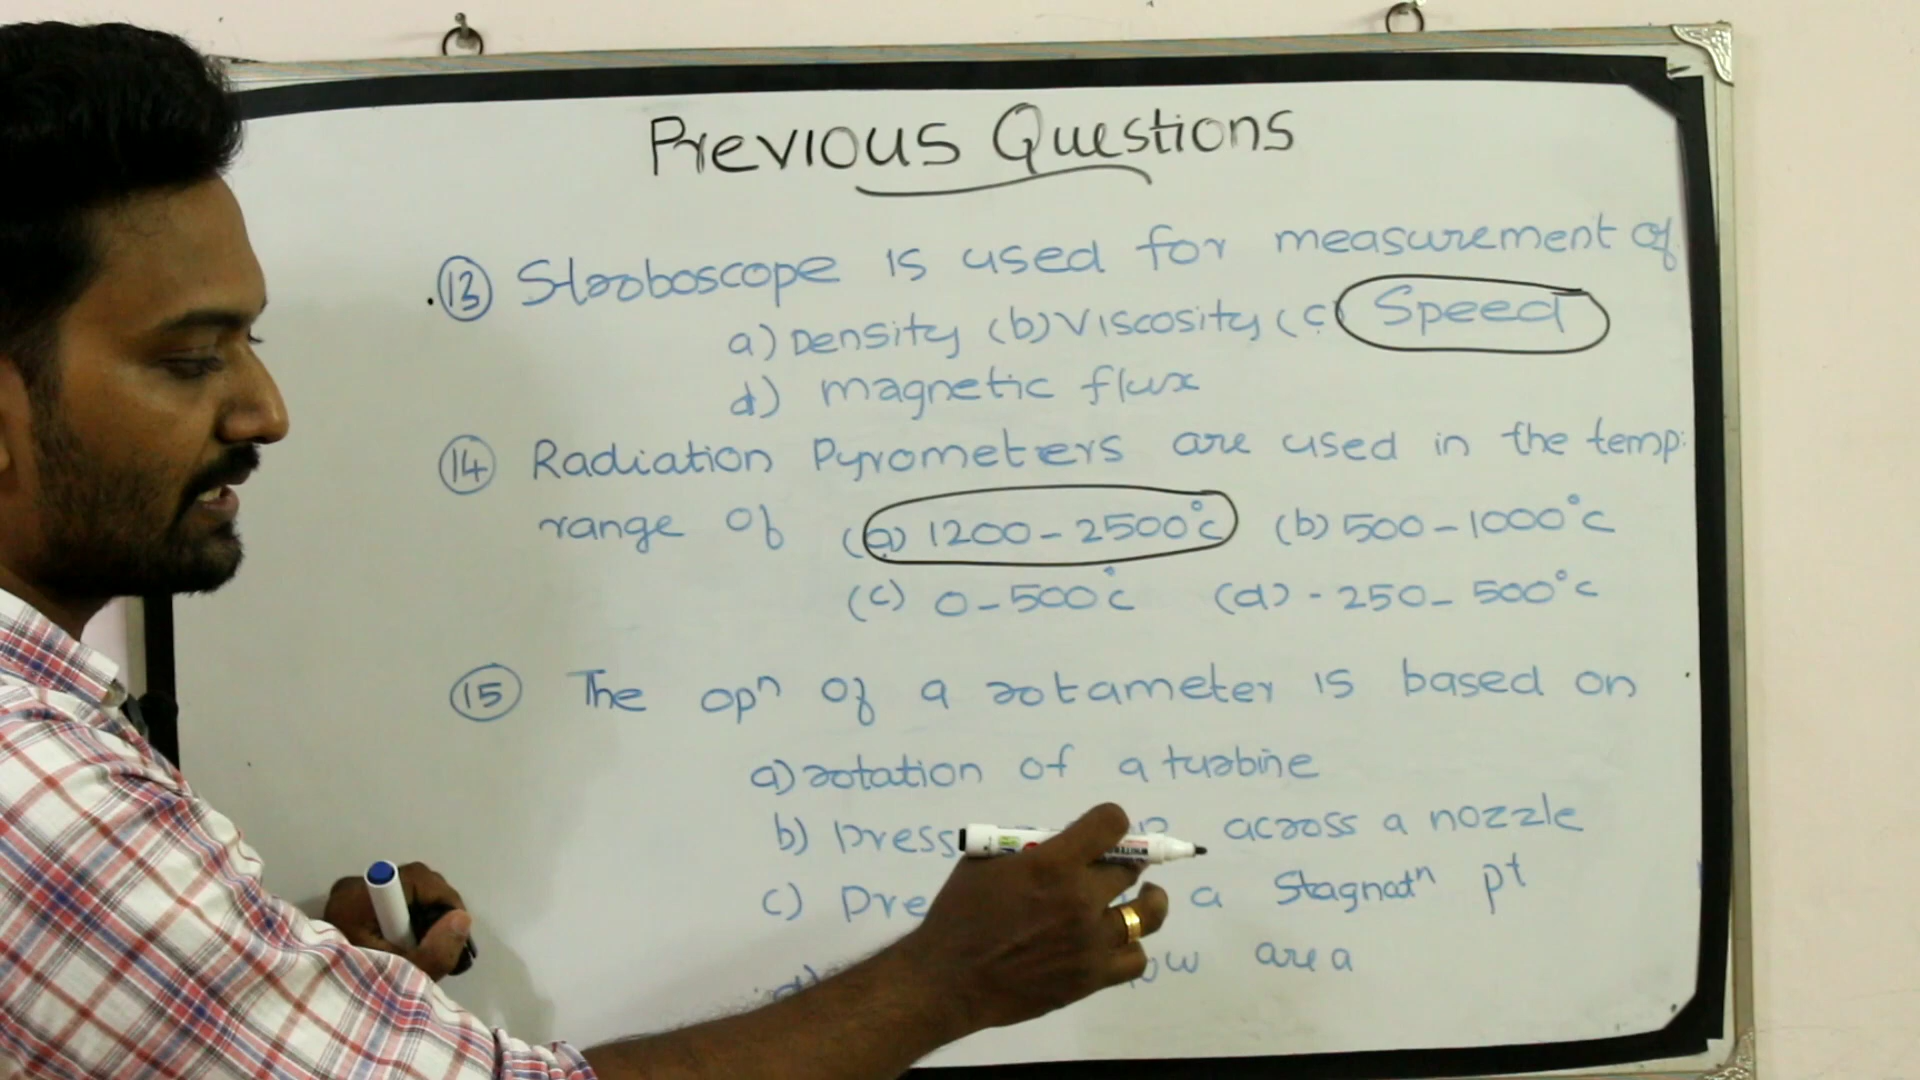 Previous Questions
13 Stroboscope is used for measurement of
a) Density (b) Viscosity (c) Speed
d) magnetic flux
14 Radiation Pyrometers are used in the temp:
range of (a) 1200-2500°c (b) 500-1000°c
(c) 0-500°c (d) -250-500°c
15 The opⁿ of a rotameter is based on
a) rotation of a turbine
b) across a nozzle
c) a Stagnatⁿ pt
d) area